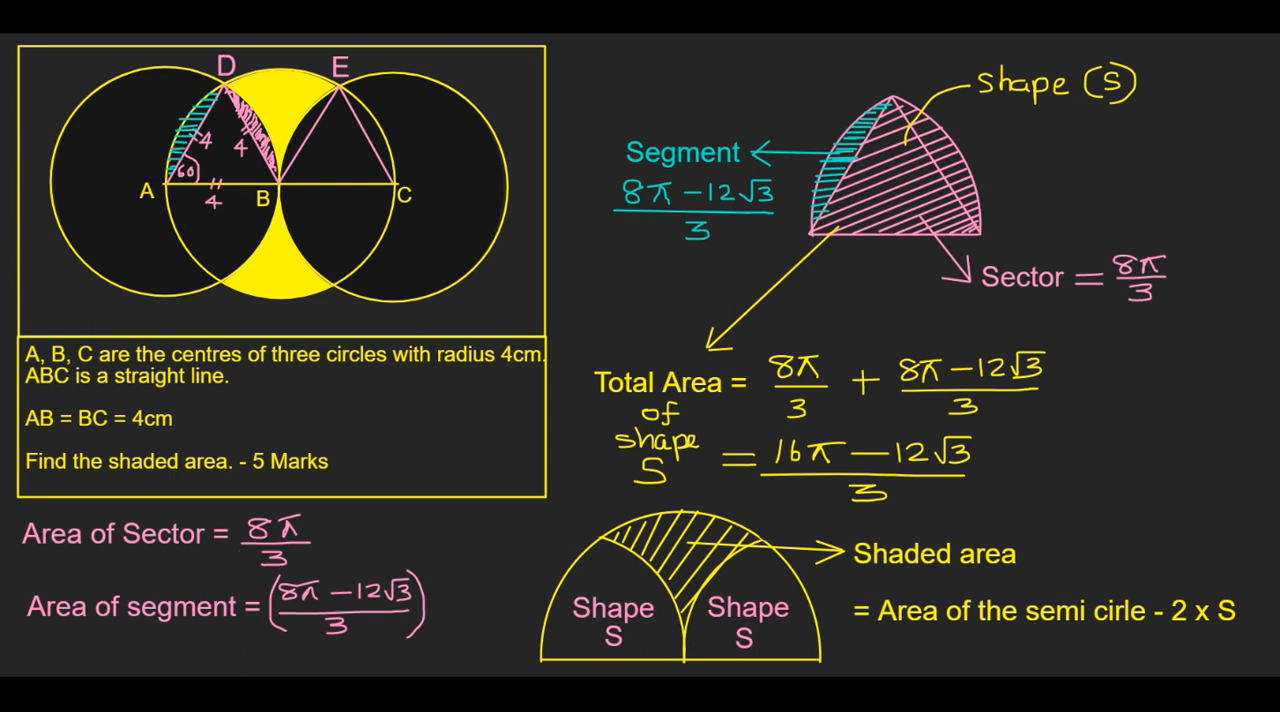 D E
4 4
60
A B C
4
A, B, C are the centres of three circles with radius 4cm.
ABC is a straight line.
AB = BC = 4cm
Find the shaded area. - 5 Marks
Area of Sector = 8π/3
Area of segment = (8π - 12√3/3)
shape (S)
Segment
8π - 12√3/3
Sector = 8π/3
Total Area = 8π/3 + 8π - 12√3/3
of
shape
S = 16π - 12√3/3
Shaded area
Shape Shape
S S
= Area of the semi cirle - 2 x S